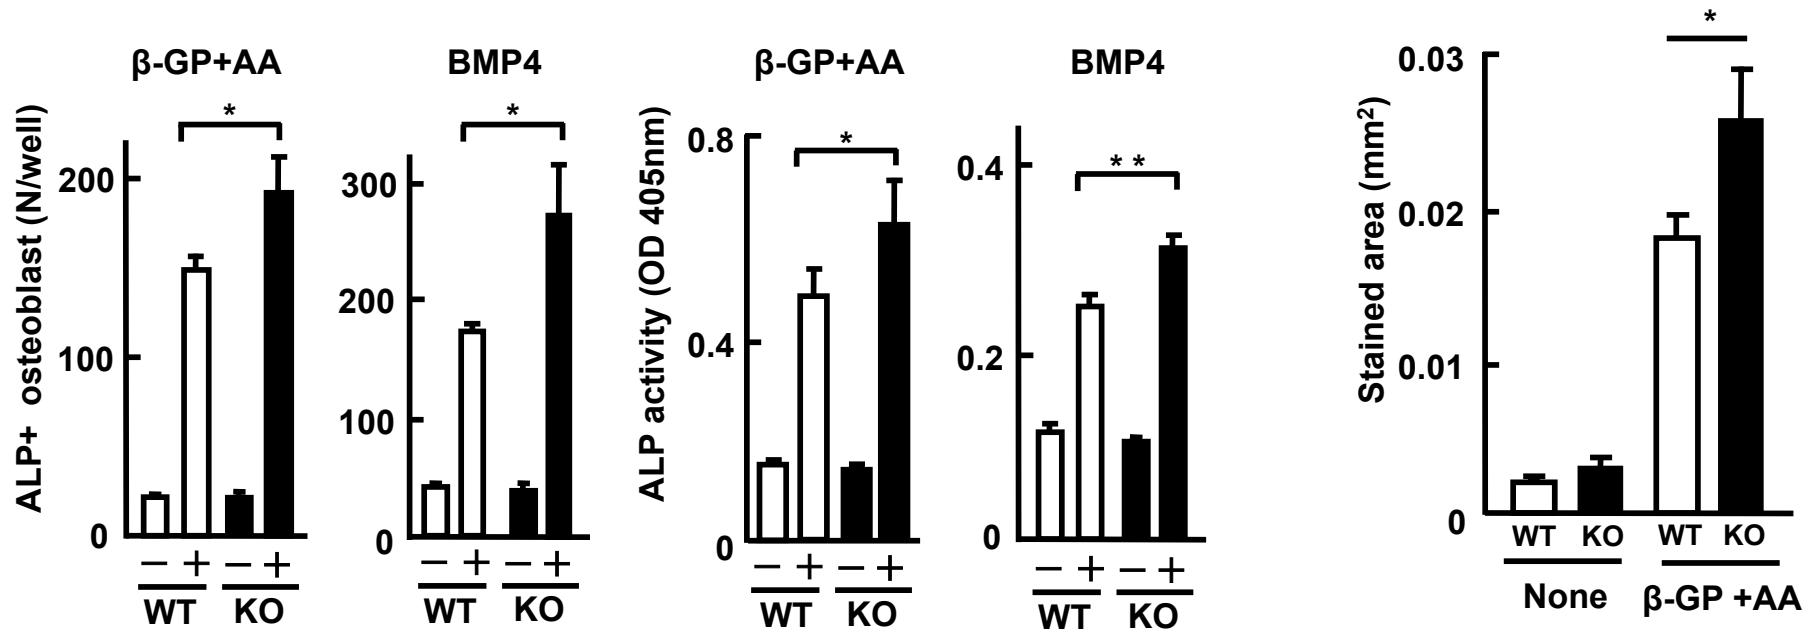 β-GP+AA
*
ALP+ osteoblast (N/well)
200
100
0
− + − +
WT KO
BMP4
*
300
200
100
0
− + − +
WT KO
β-GP+AA
*
ALP activity (OD 405nm)
0.8
0.4
0
− + − +
WT KO
BMP4
**
0.4
0.2
0
− + − +
WT KO
*
Stained area (mm²)
0.03
0.02
0.01
0
WT KO WT KO
None β-GP +AA